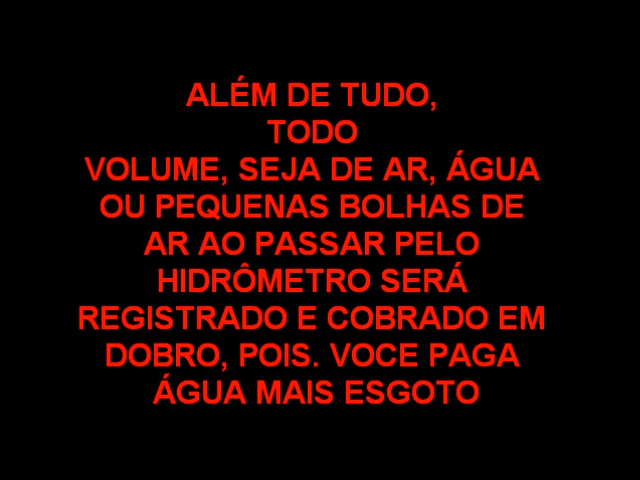 ALÉM DE TUDO,
TODO
VOLUME, SEJA DE AR, ÁGUA
OU PEQUENAS BOLHAS DE
AR AO PASSAR PELO
HIDRÔMETRO SERÁ
REGISTRADO E COBRADO EM
DOBRO, POIS. VOCE PAGA
ÁGUA MAIS ESGOTO